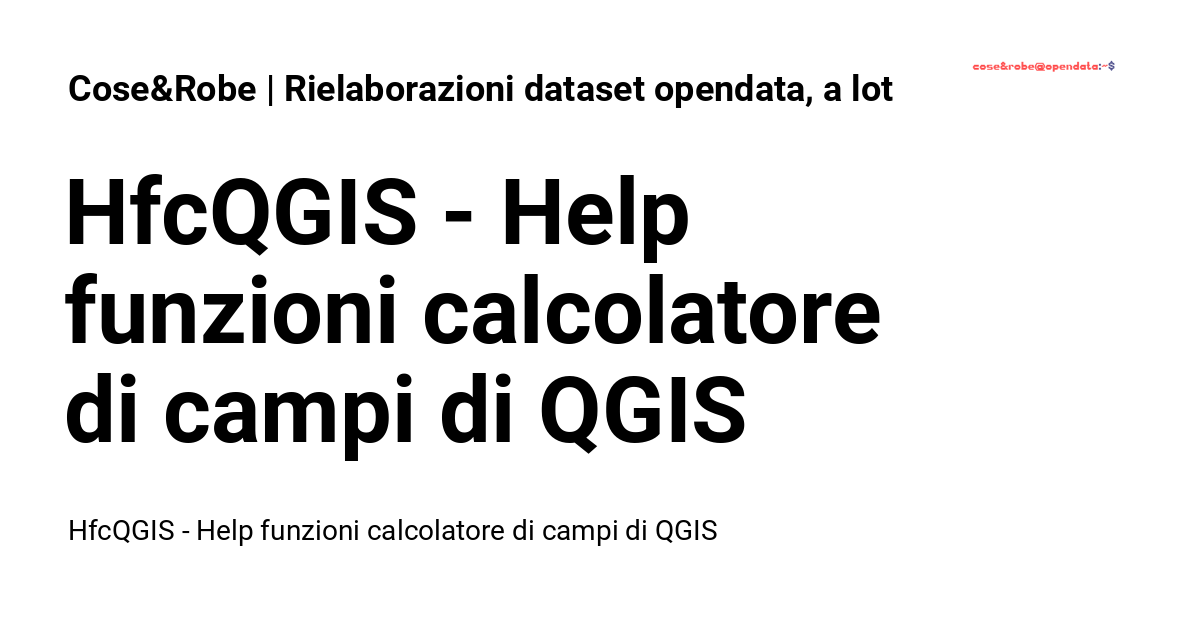 Cose&Robe | Rielaborazioni dataset opendata, a lot
cose&robe@opendata:~$
HfcQGIS - Help
funzioni calcolatore
di campi di QGIS
HfcQGIS - Help funzioni calcolatore di campi di QGIS